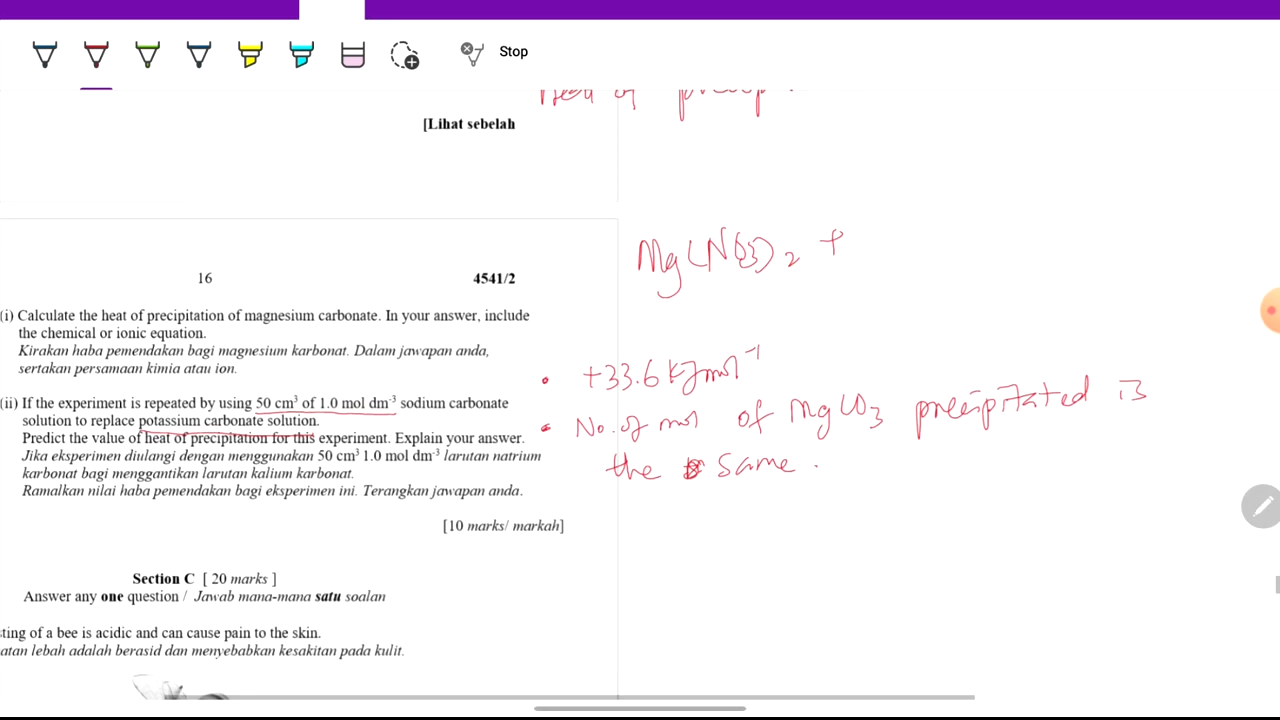 Stop
Heat of precip
[Lihat sebelah
Mg(NO3)2 +
16 4541/2
(i) Calculate the heat of precipitation of magnesium carbonate. In your answer, include
the chemical or ionic equation.
Kirakan haba pemendakan bagi magnesium karbonat. Dalam jawapan anda,
sertakan persamaan kimia atau ion.
• +33.6 kJ mol⁻¹
(ii) If the experiment is repeated by using 50 cm³ of 1.0 mol dm⁻³ sodium carbonate
solution to replace potassium carbonate solution.
Predict the value of heat of precipitation for this experiment. Explain your answer.
Jika eksperimen diulangi dengan menggunakan 50 cm³ 1.0 mol dm⁻³ larutan natrium
karbonat bagi menggantikan larutan kalium karbonat.
Ramalkan nilai haba pemendakan bagi eksperimen ini. Terangkan jawapan anda.
• No. of mol of MgCO3 precipitated is
the same.
[10 marks/ markah]
Section C [ 20 marks ]
Answer any one question / Jawab mana-mana satu soalan
ting of a bee is acidic and can cause pain to the skin.
atan lebah adalah berasid dan menyebabkan kesakitan pada kulit.